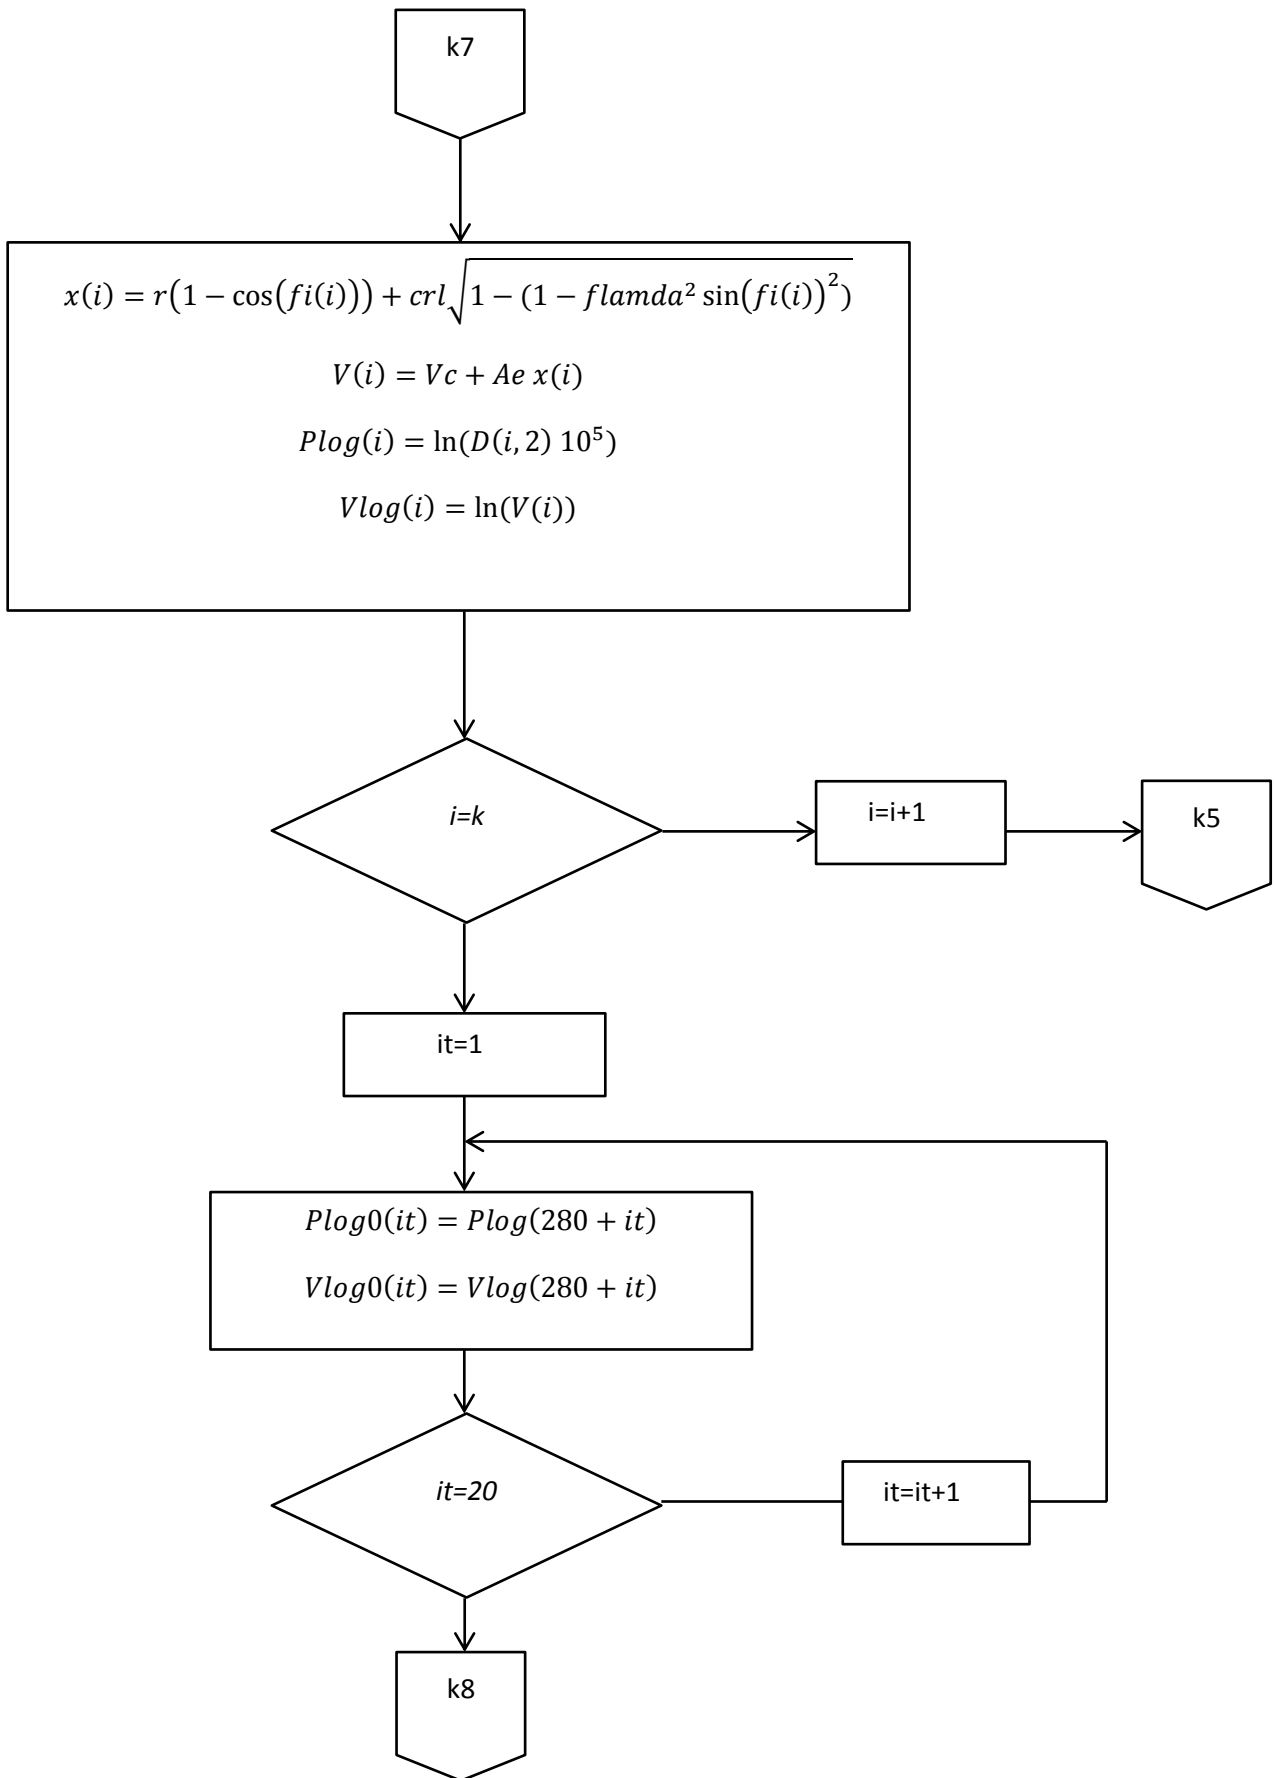 k7
x(i) = r(1 − cos(fi(i))) + crl√(1 − (1 − flamda² sin(fi(i))²)
V(i) = Vc + Ae x(i)
Plog(i) = ln(D(i, 2) 10⁵)
Vlog(i) = ln(V(i))
i=k
i=i+1
k5
it=1
Plog0(it) = Plog(280 + it)
Vlog0(it) = Vlog(280 + it)
it=20
it=it+1
k8